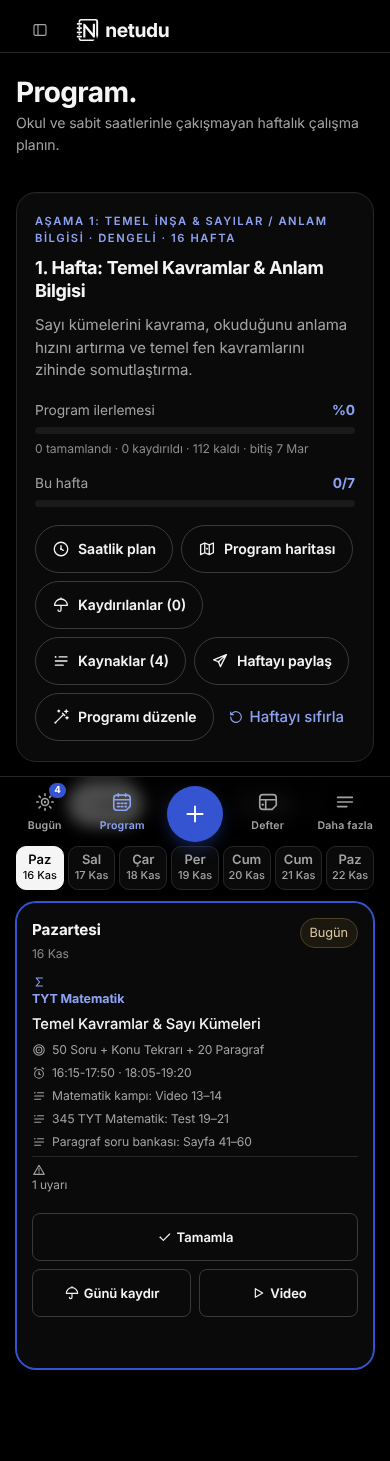 netudu
Program.
Okul ve sabit saatlerinle çakışmayan haftalık çalışma
planın.
AŞAMA 1: TEMEL İNŞA & SAYILAR / ANLAM
BİLGİSİ · DENGELİ · 16 HAFTA
1. Hafta: Temel Kavramlar & Anlam
Bilgisi
Sayı kümelerini kavrama, okuduğunu anlama
hızını artırma ve temel fen kavramlarını
zihinde somutlaştırma.
Program ilerlemesi %0
0 tamamlandı · 0 kaydırıldı · 112 kaldı · bitiş 7 Mar
Bu hafta 0/7
Saatlik plan Program haritası
Kaydırılanlar (0)
Kaynaklar (4) Haftayı paylaş
Programı düzenle Haftayı sıfırla
4
Bugün Program Defter Daha fazla
Paz Sal Çar Per Cum Cum Paz
16 Kas 17 Kas 18 Kas 19 Kas 20 Kas 21 Kas 22 Kas
Pazartesi Bugün
16 Kas
TYT Matematik
Temel Kavramlar & Sayı Kümeleri
50 Soru + Konu Tekrarı + 20 Paragraf
16:15-17:50 · 18:05-19:20
Matematik kampı: Video 13–14
345 TYT Matematik: Test 19–21
Paragraf soru bankası: Sayfa 41–60
1 uyarı
Tamamla
Günü kaydır Video